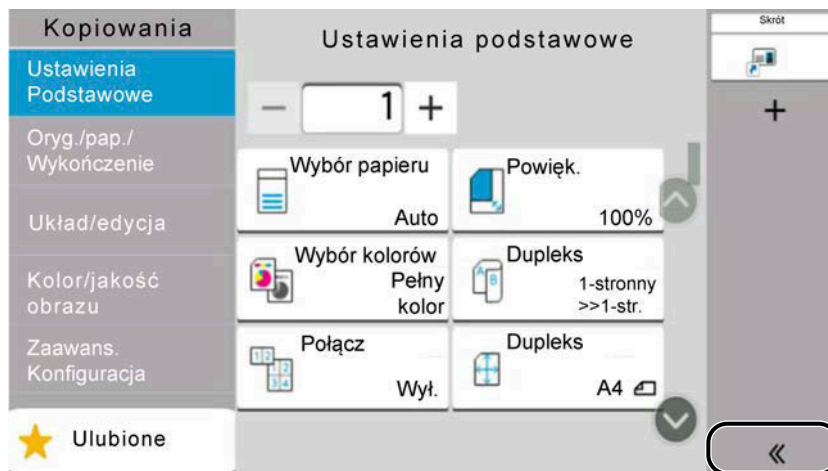 Kopiowania
Ustawienia
Podstawowe
Oryg./pap./
Wykończenie
Układ/edycja
Kolor/jakość
obrazu
Zaawans.
Konfiguracja
Ulubione
Ustawienia podstawowe
− 1 +
Wybór papieru
Auto
Powięk.
100%
Wybór kolorów
Pełny
kolor
Dupleks
1-stronny
>>1-str.
Połącz
Wył.
Dupleks
A4
Skrót
+
«